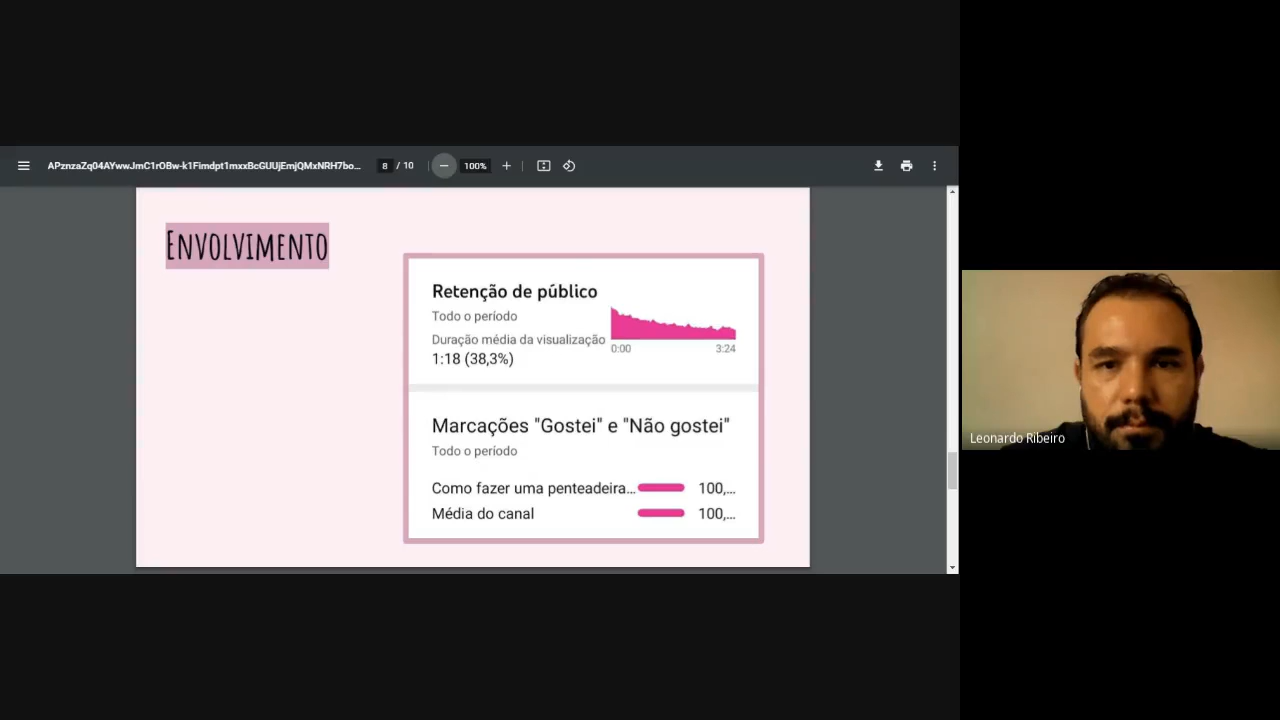 APznzaZq04AYwwJmC1rOBw-k1Fimdpt1mxxBcGUUjEmjQMxNRH7bo...
8 / 10
100%
Envolvimento
Retenção de público
Todo o período
Duração média da visualização
1:18 (38,3%)
0:00 3:24
Marcações "Gostei" e "Não gostei"
Todo o período
Como fazer uma penteadeira... 100,...
Média do canal 100,...
Leonardo Ribeiro